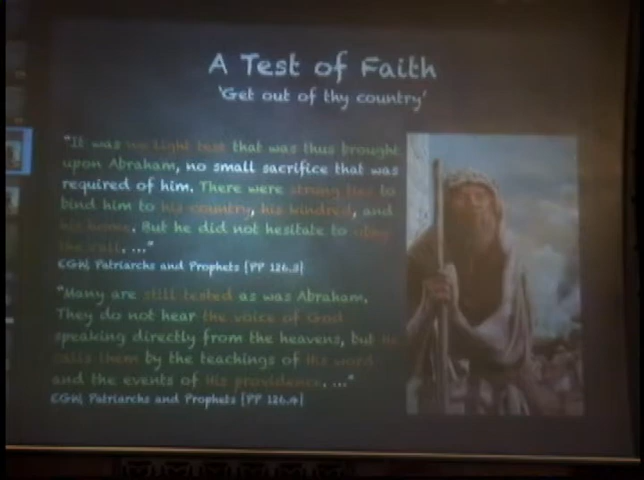 A Test of Faith
'Get out of thy country'
"It was no light test that was thus brought
upon Abraham, no small sacrifice that was
required of him. There were strong ties to
bind him to his country, his kindred, and
his home. But he did not hesitate to obey
the call. ..."
EGW, Patriarchs and Prophets {PP 126.3}
"Many are still tested as was Abraham.
They do not hear the voice of God
speaking directly from the heavens, but He
calls them by the teachings of His word
and the events of His providence. ..."
EGW, Patriarchs and Prophets {PP 126.4}